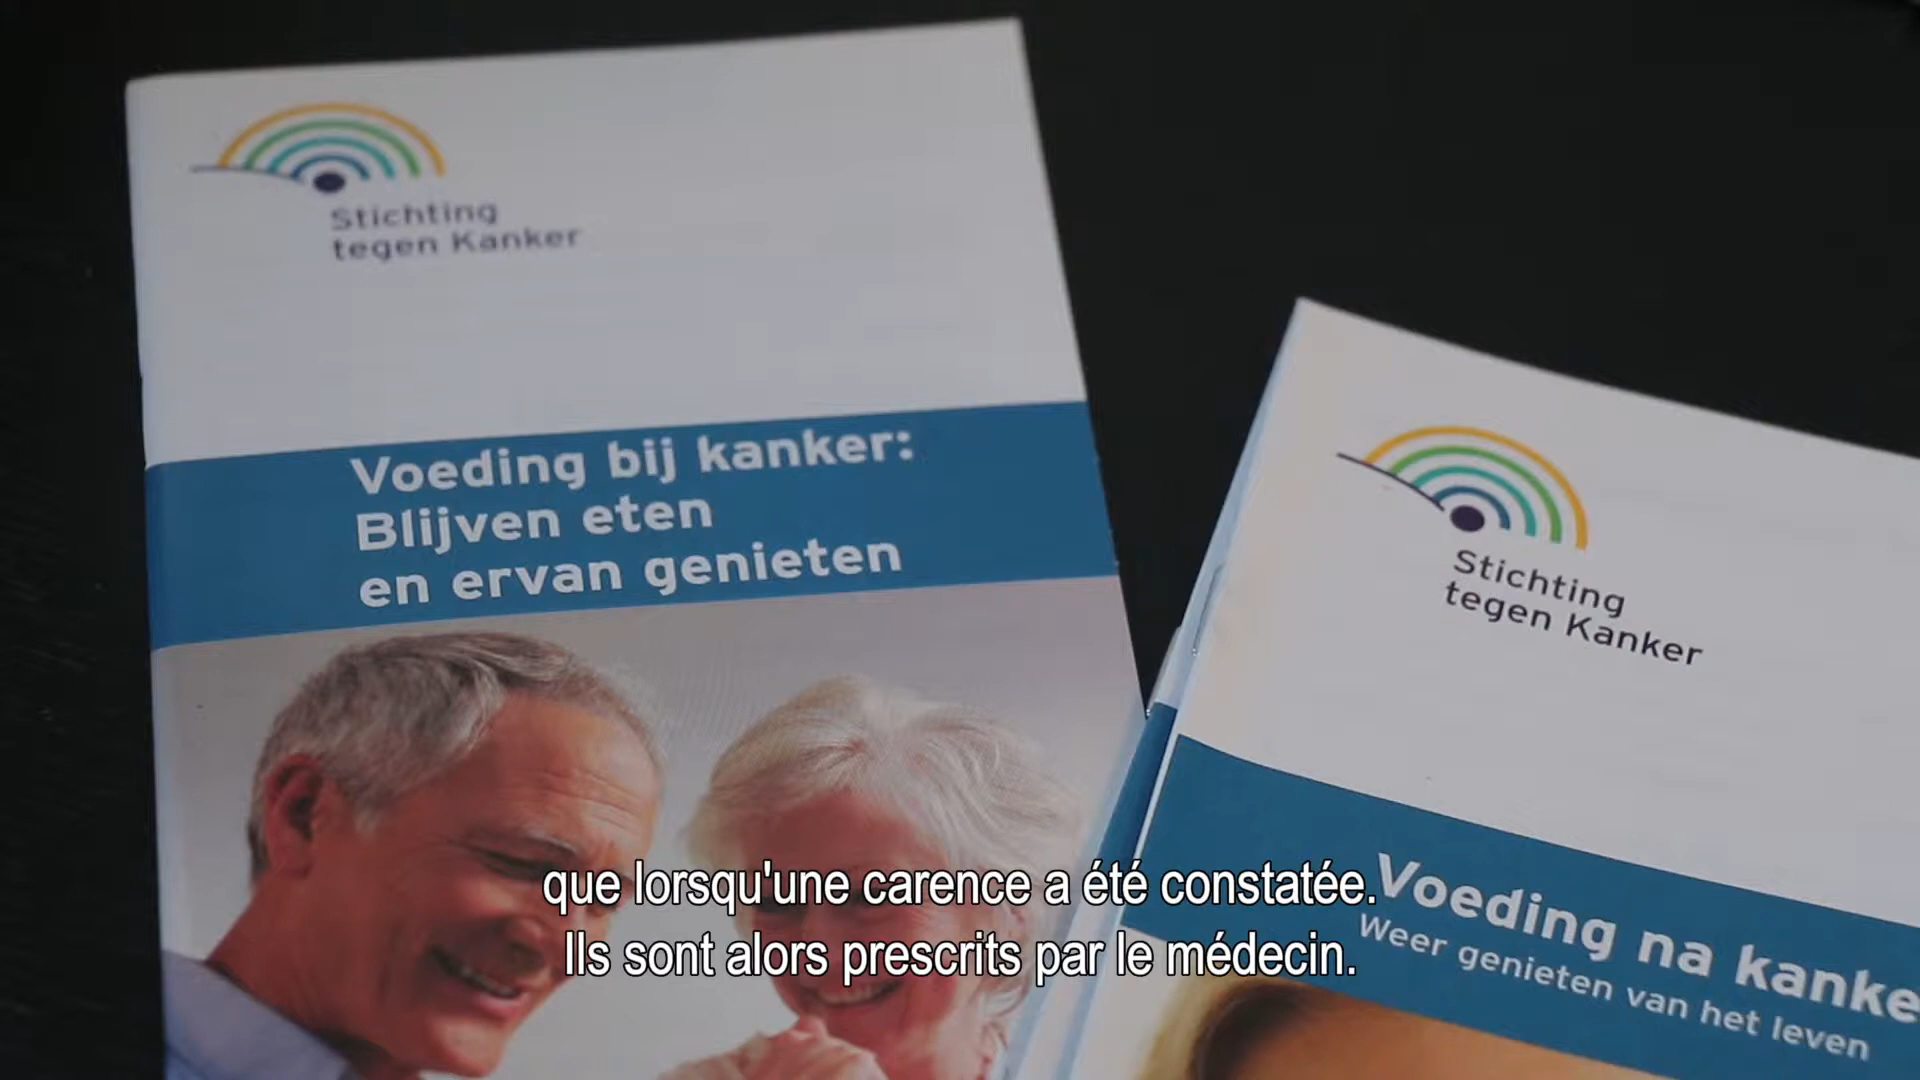 Stichting
tegen Kanker
Voeding bij kanker:
Blijven eten
en ervan genieten
Stichting
tegen Kanker
Voeding na kanke
Weer genieten van het leven
que lorsqu'une carence a été constatée.
Ils sont alors prescrits par le médecin.